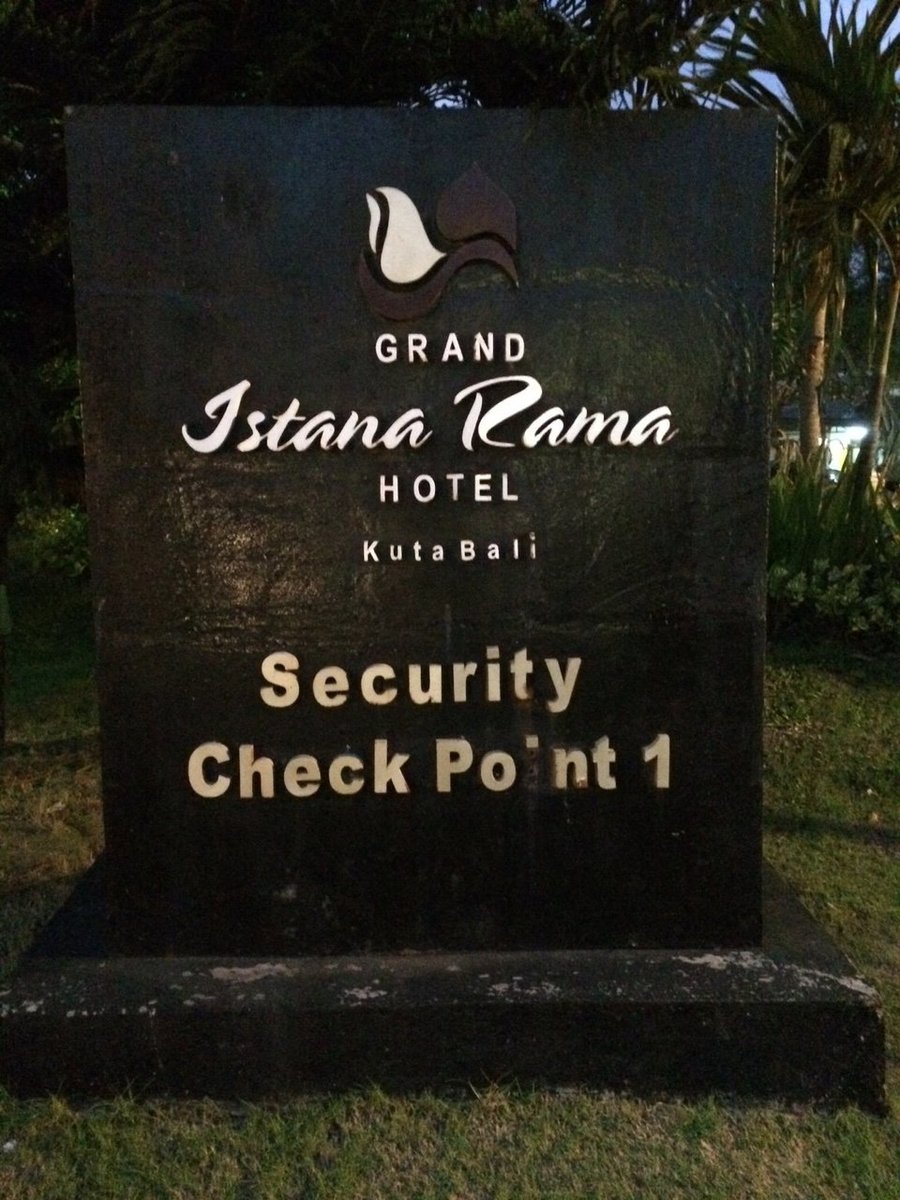 GRAND
Istana Rama
HOTEL
Kuta Bali
Security
Check Point 1